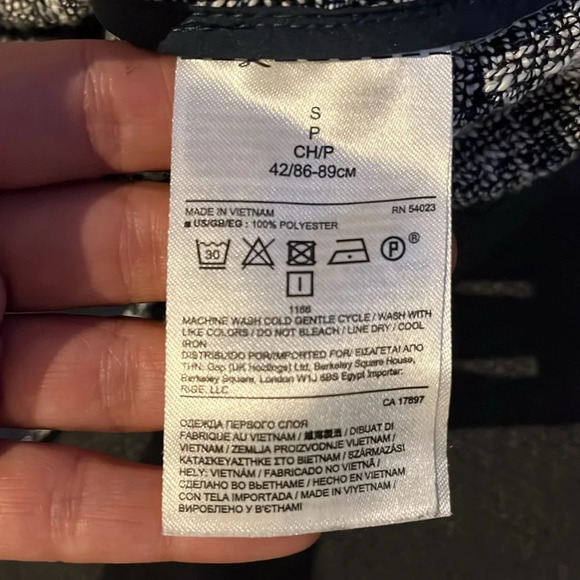 S
P
CH/P
42/86-89CM
MADE IN VIETNAM RN 54023
■ US/GB/EG : 100% POLYESTER
30 P ®
I
1166
MACHINE WASH COLD GENTLE CYCLE / WASH WITH
LIKE COLORS / DO NOT BLEACH / LINE DRY / COOL
IRON
DISTRIBUIDO POR/IMPORTED FOR/ ΕΙΣΑΓΕΤΑΙ ΑΠΟ
ΤΗΝ: Gap (UK Holdings) Ltd, Berkeley Square House,
Berkeley Square, London W1J 6BS Egypt Importer:
RISE, LLC
CA 17897
ОДЕЖДА ПЕРВОГО СЛОЯ
FABRIQUE AU VIETNAM / 越南製造 / DIBUAT DI
VIETNAM / ZEMLJA PROIZVODNJE VIJETNAM /
ΚΑΤΑΣΚΕΥΑΣΤΗΚΕ ΣΤΟ ΒΙΕΤΝΑΜ / SZÁRMAZÁSI
HELY: VIETNÁM / FABRICADO NO VIETNÃ /
СДЕЛАНО ВО ВЬЕТНАМЕ / HECHO EN VIETNAM
CON TELA IMPORTADA / MADE IN VIYETNAM /
ВИРОБЛЕНО У В'ЄТНАМІ